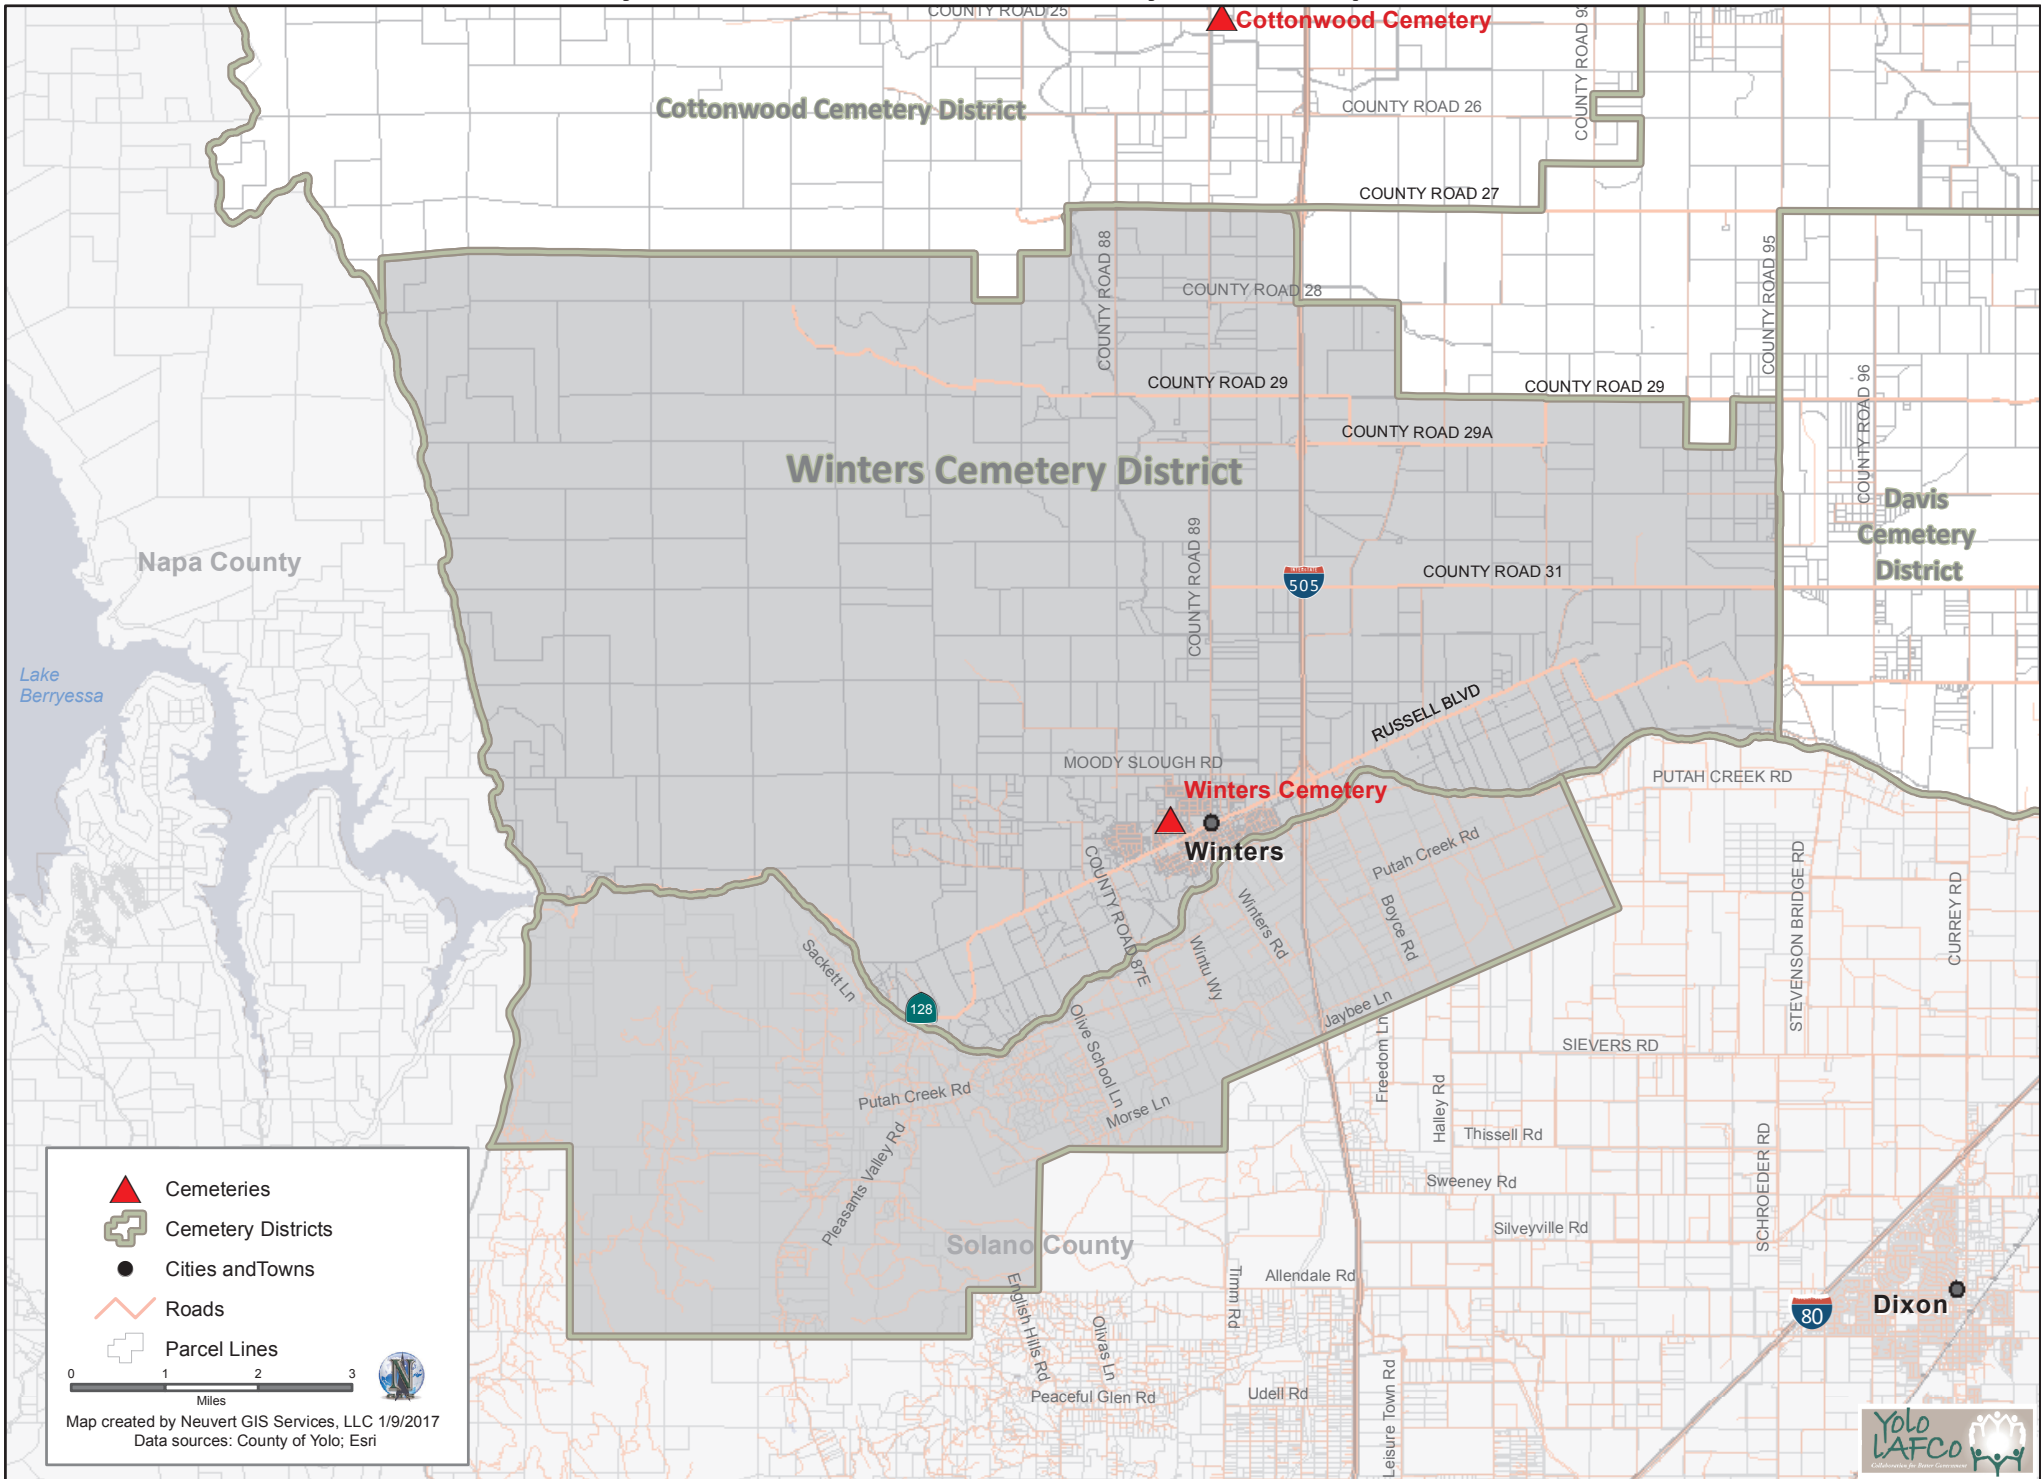 COUNTY ROAD 25
Cottonwood Cemetery
COUNTY ROAD 26
Cottonwood Cemetery District
COUNTY ROAD 27
COUNTY ROAD 88
COUNTY ROAD 28
COUNTY ROAD 95
COUNTY ROAD 29
COUNTY ROAD 29
COUNTY ROAD 96
COUNTY ROAD 29A
Winters Cemetery District
Davis
Cemetery
District
Napa County
COUNTY ROAD 89
INTERSTATE
505
COUNTY ROAD 31
Lake
Berryessa
RUSSELL BLVD
MOODY SLOUGH RD
PUTAH CREEK RD
Winters Cemetery
Winters
COUNTY ROAD 87E
Putah Creek Rd
Winters Rd
Boyce Rd
Wintu Wy
STEVENSON BRIDGE RD
CURREY RD
Sackett Ln
128
Jaybee Ln
Olive School Ln
Freedom Ln
SIEVERS RD
Putah Creek Rd
Morse Ln
Halley Rd
Thissell Rd
Pleasants Valley Rd
SCHROEDER RD
Sweeney Rd
Silveyville Rd
Solano County
Timm Rd
Allendale Rd
English Hills Rd
Olivas Ln
Peaceful Glen Rd
Udell Rd
Leisure Town Rd
80
Dixon
Cemeteries
Cemetery Districts
Cities andTowns
Roads
Parcel Lines
0 1 2 3
Miles
N
Map created by Neuvert GIS Services, LLC 1/9/2017
Data sources: County of Yolo; Esri
Yolo
LAFCo
Collaboration for Better Government